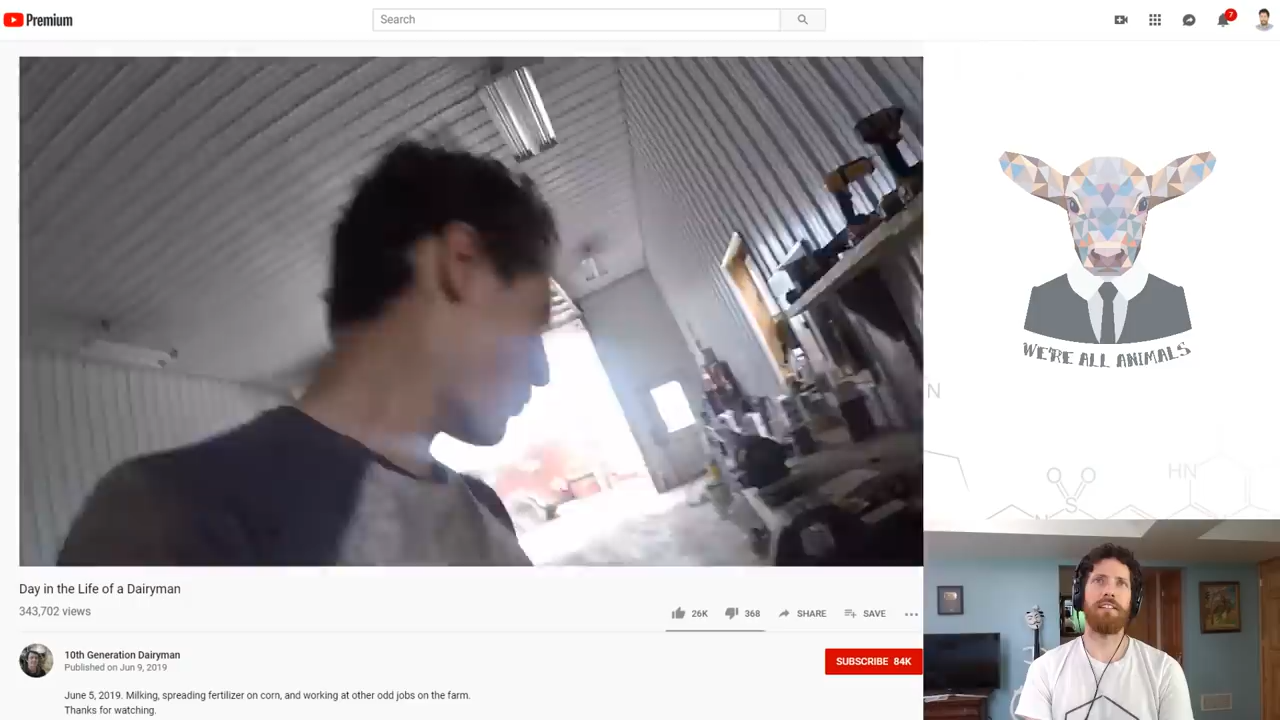 Premium
Search
7
WE'RE ALL ANIMALS
N
HN
N
S
Day in the Life of a Dairyman
343,702 views
26K
368
SHARE
SAVE
10th Generation Dairyman
Published on Jun 9, 2019
SUBSCRIBE 84K
June 5, 2019. Milking, spreading fertilizer on corn, and working at other odd jobs on the farm.
Thanks for watching.